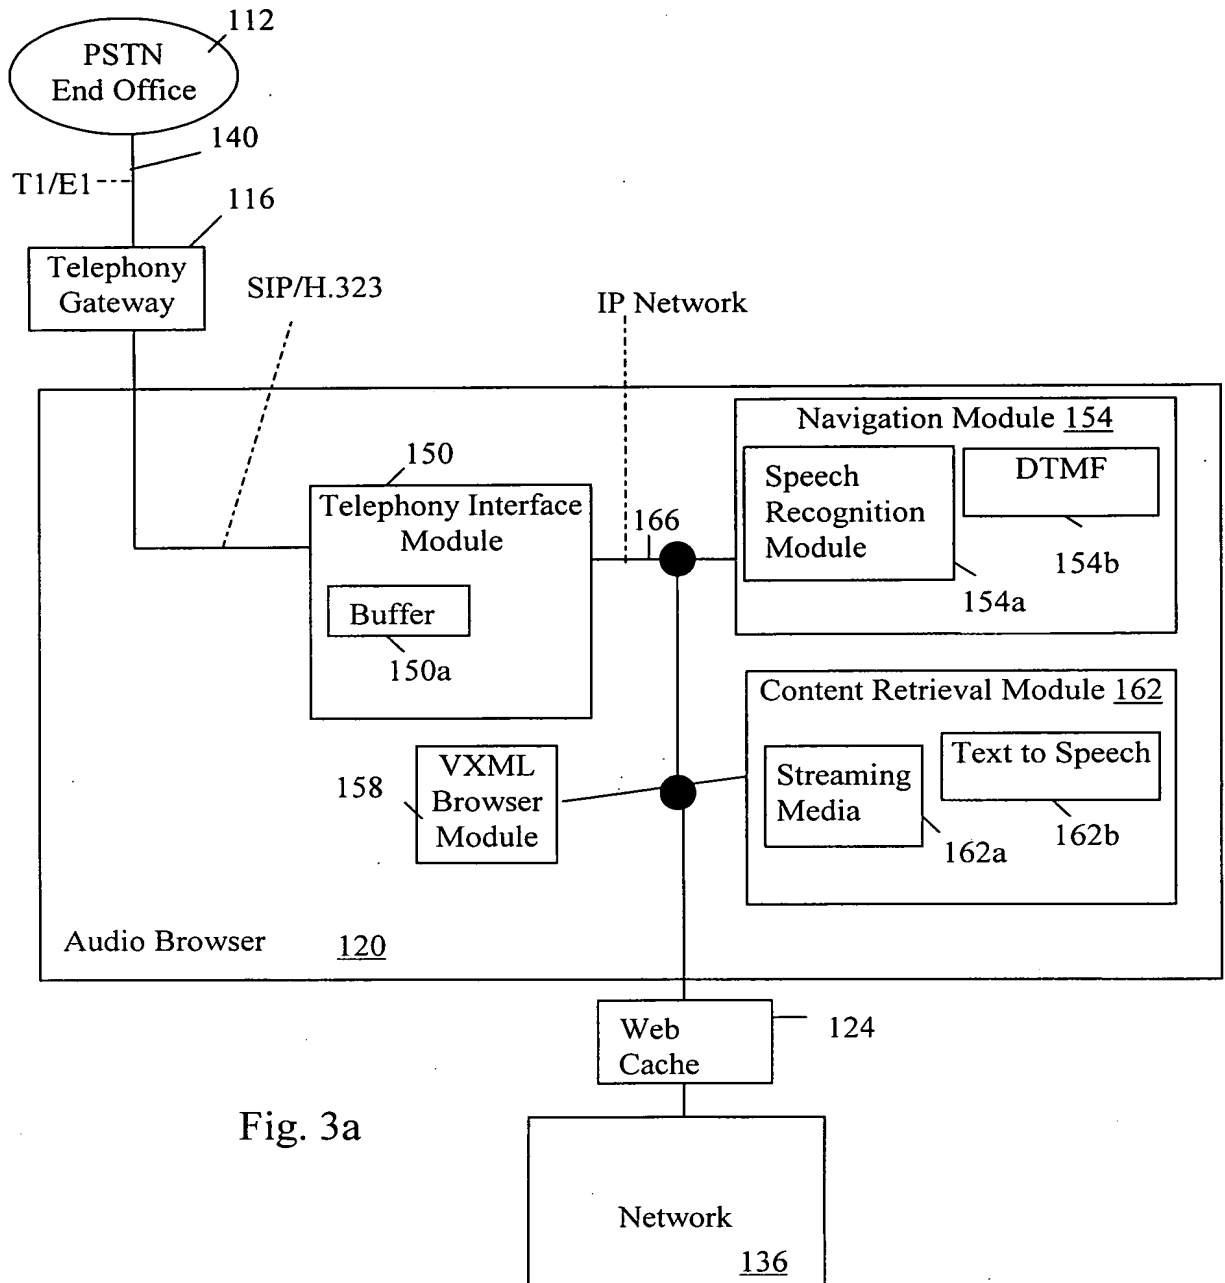 112
PSTN
End Office
140
T1/E1
116
Telephony
Gateway
SIP/H.323
IP Network
Navigation Module 154
150
Speech
Recognition
Module
DTMF
Telephony Interface
Module
166
154b
154a
Buffer
150a
Content Retrieval Module 162
VXML
Browser
Module
158
Streaming
Media
Text to Speech
162a
162b
Audio Browser 120
Web
Cache
124
Fig. 3a
Network
136